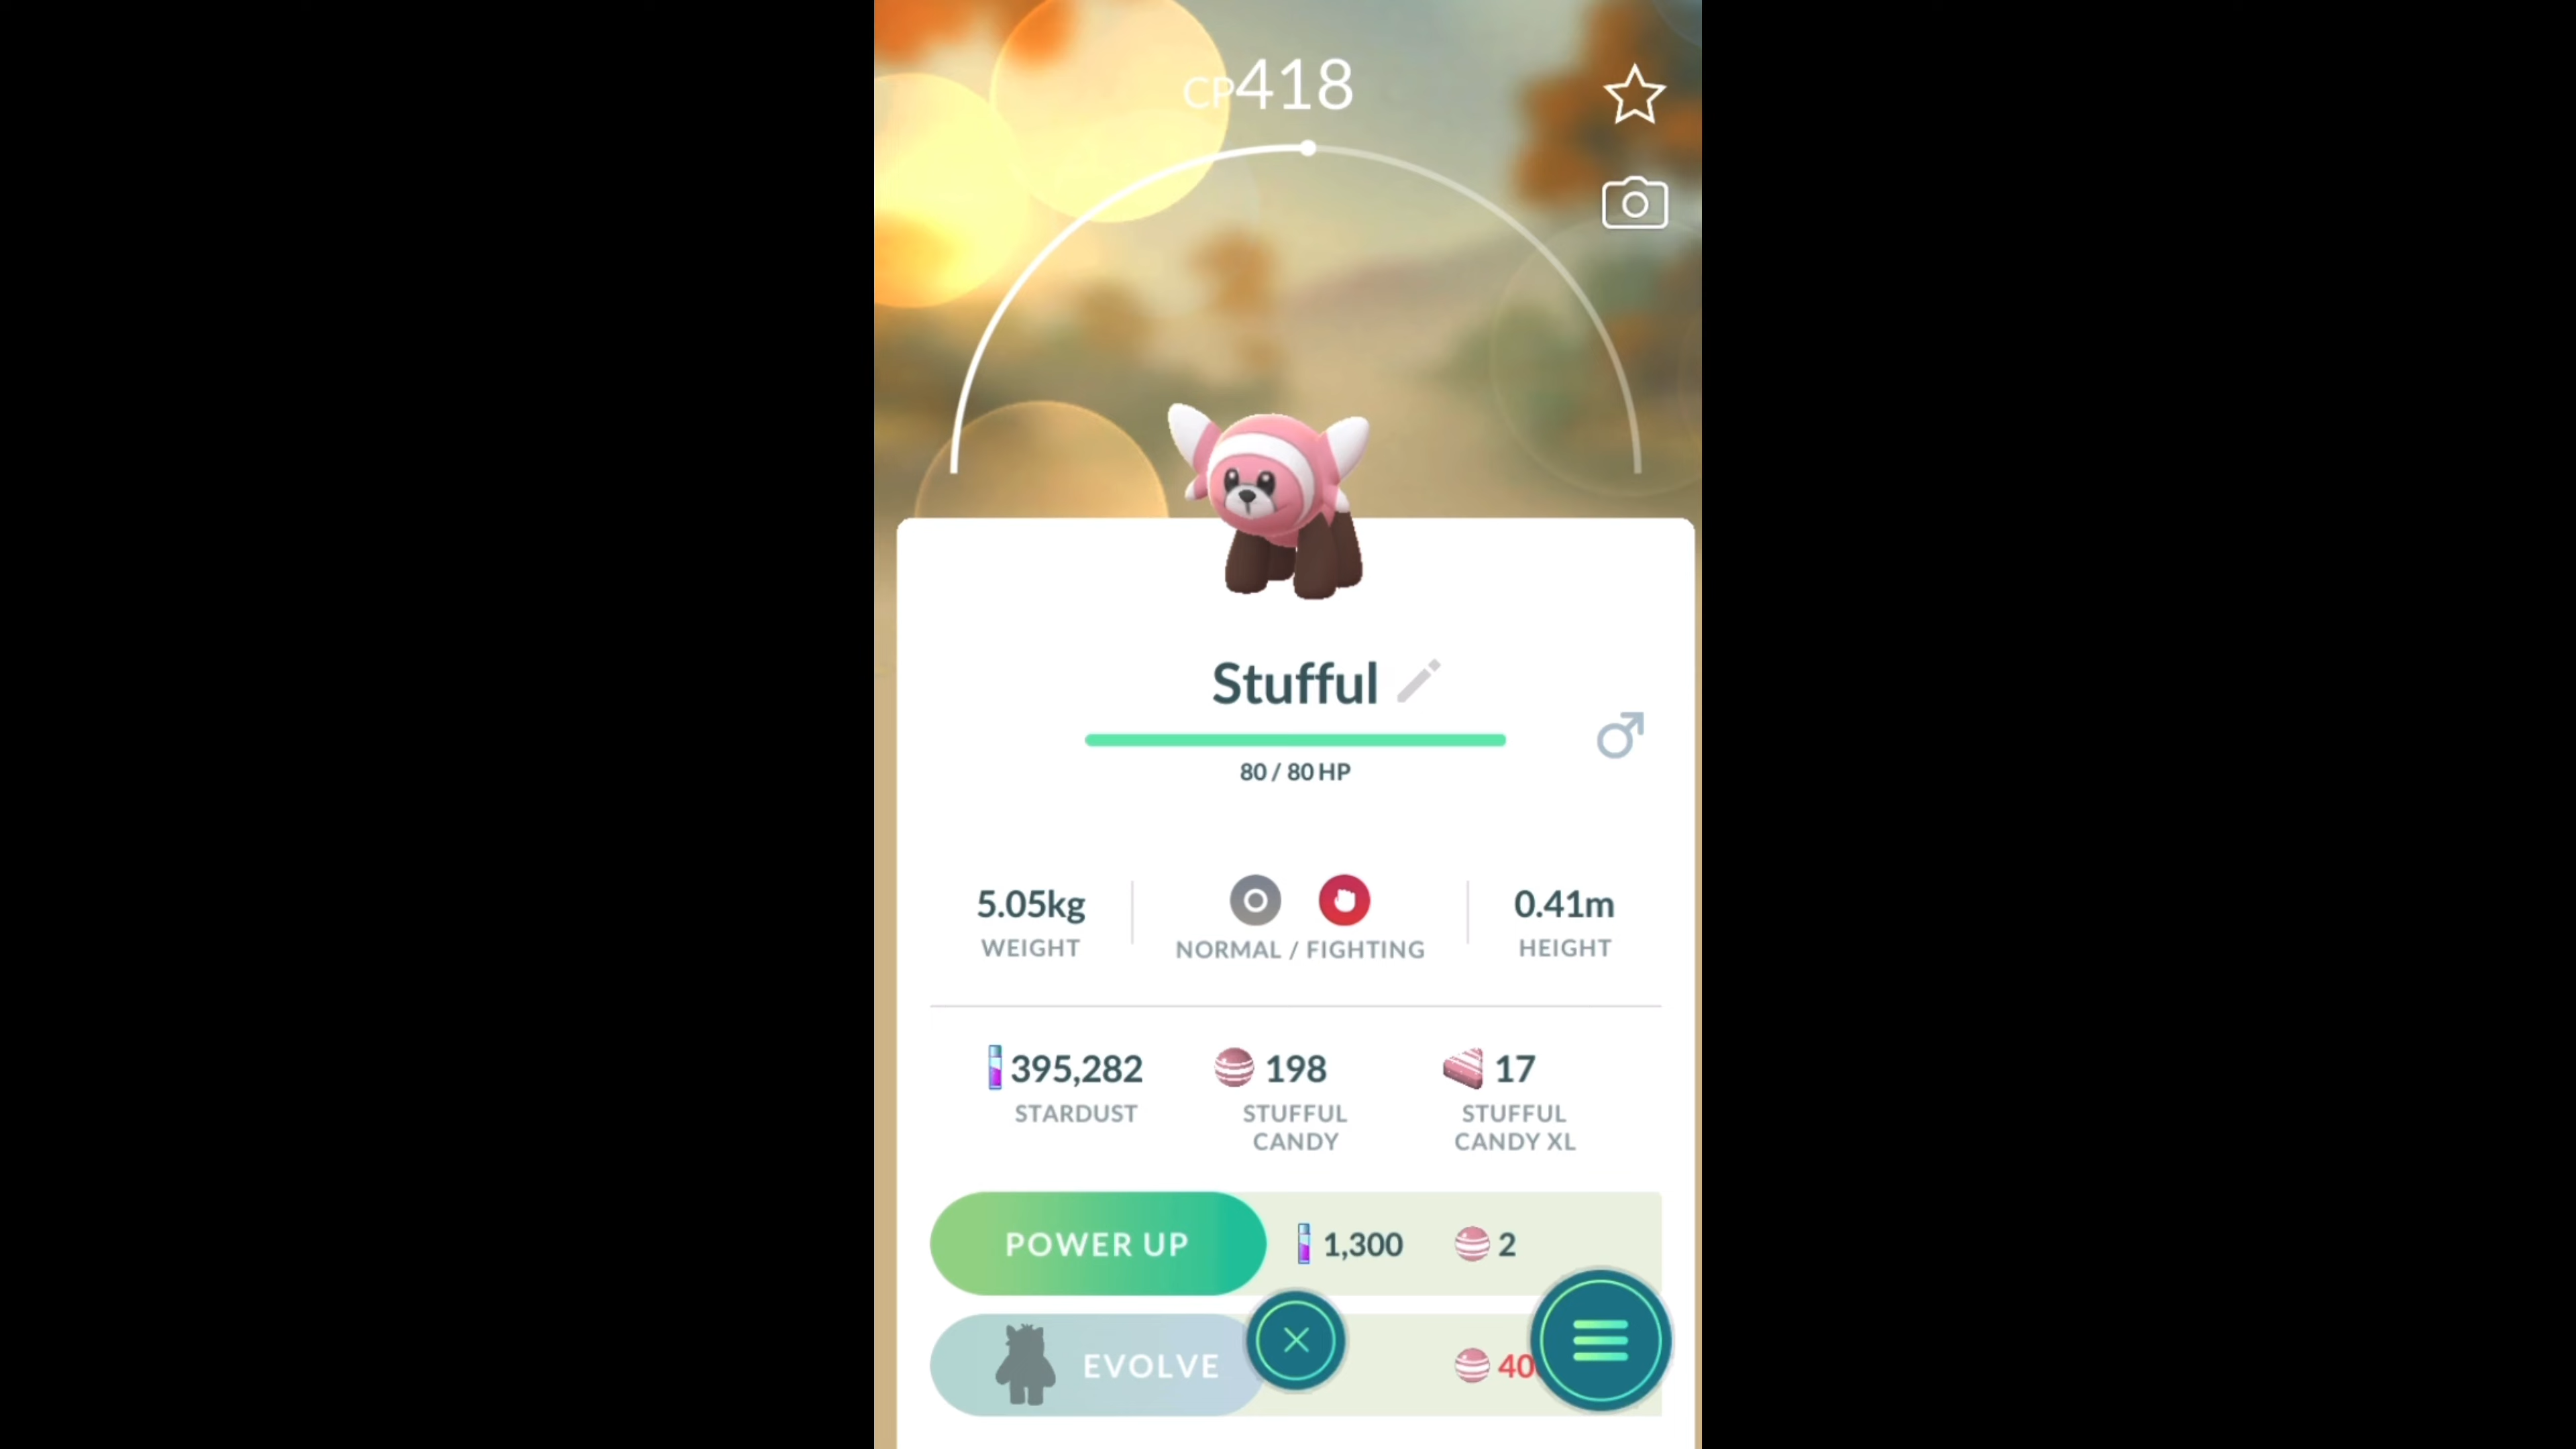 CP418
Stufful
80 / 80 HP
5.05kg
WEIGHT
NORMAL / FIGHTING
0.41m
HEIGHT
395,282
STARDUST
198
STUFFUL
CANDY
17
STUFFUL
CANDY XL
POWER UP 1,300 2
EVOLVE